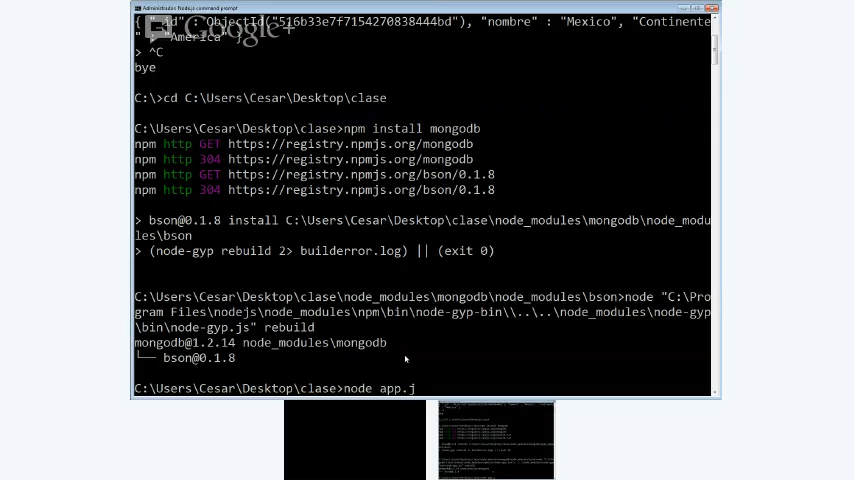 Administrador: Node.js command prompt
{ "_id" : ObjectId("516b33e7f7154270838444bd"), "nombre" : "Mexico", "Continente
" : "America" }
Google+
> ^C
bye
C:\>cd C:\Users\Cesar\Desktop\clase
C:\Users\Cesar\Desktop\clase>npm install mongodb
npm http GET https://registry.npmjs.org/mongodb
npm http 304 https://registry.npmjs.org/mongodb
npm http GET https://registry.npmjs.org/bson/0.1.8
npm http 304 https://registry.npmjs.org/bson/0.1.8
> bson@0.1.8 install C:\Users\Cesar\Desktop\clase\node_modules\mongodb\node_modu
les\bson
> (node-gyp rebuild 2> builderror.log) || (exit 0)
C:\Users\Cesar\Desktop\clase\node_modules\mongodb\node_modules\bson>node "C:\Pro
gram Files\nodejs\node_modules\npm\bin\node-gyp-bin\\..\..\node_modules\node-gyp
\bin\node-gyp.js" rebuild
mongodb@1.2.14 node_modules\mongodb
└── bson@0.1.8
C:\Users\Cesar\Desktop\clase>node app.j